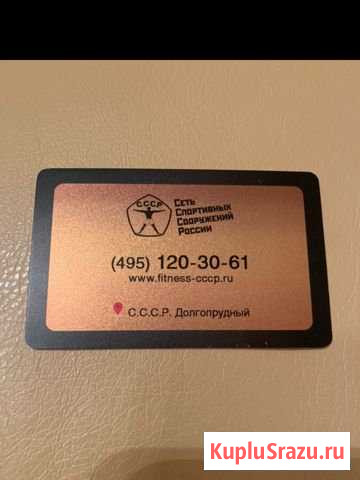 СССР
Сеть
Спортивных
Сооружений
России
(495) 120-30-61
www.fitness-cccp.ru
С.С.С.Р. Долгопрудный
KupluSrazu.ru